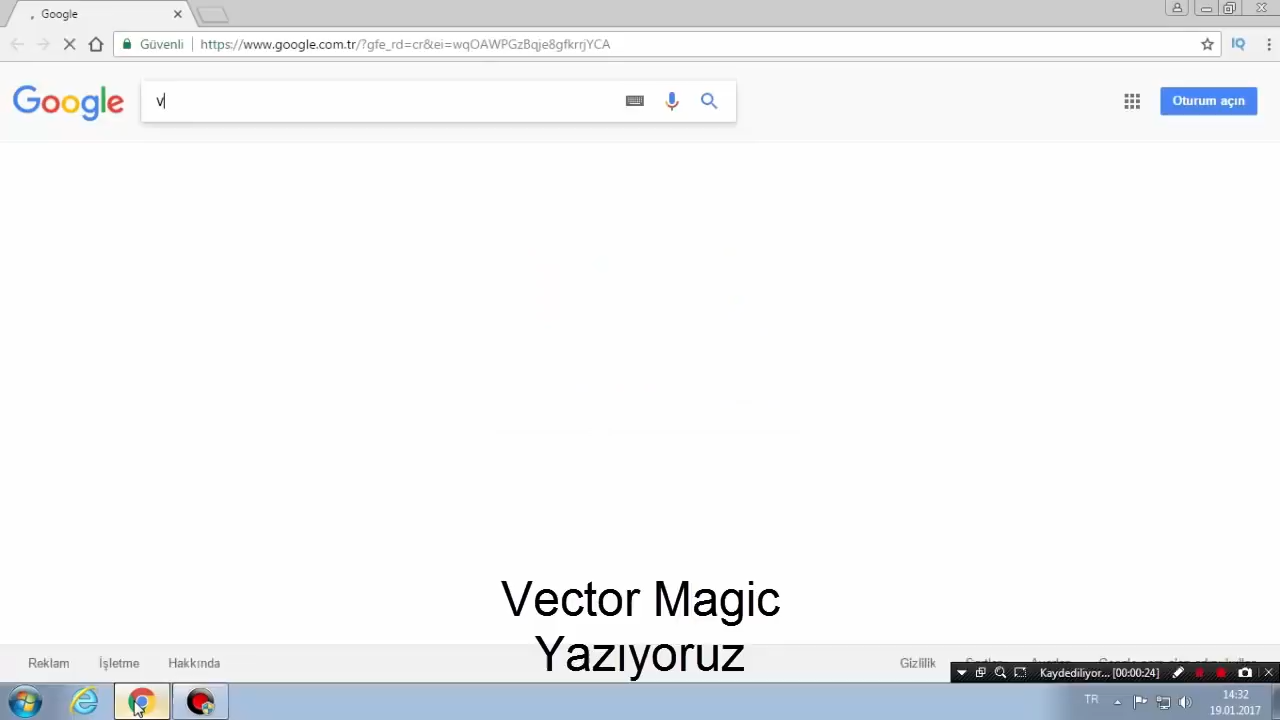 Google
Güvenli
https://www.google.com.tr/?gfe_rd=cr&ei=wqOAWPGzBqje8gfkrrjYCA
IQ
Google
v
Oturum açın
Vector Magic
Yazıyoruz
Reklam
İşletme
Hakkında
Gizlilik
Kaydediliyor... [00:00:24]
TR
14:32
19.01.2017